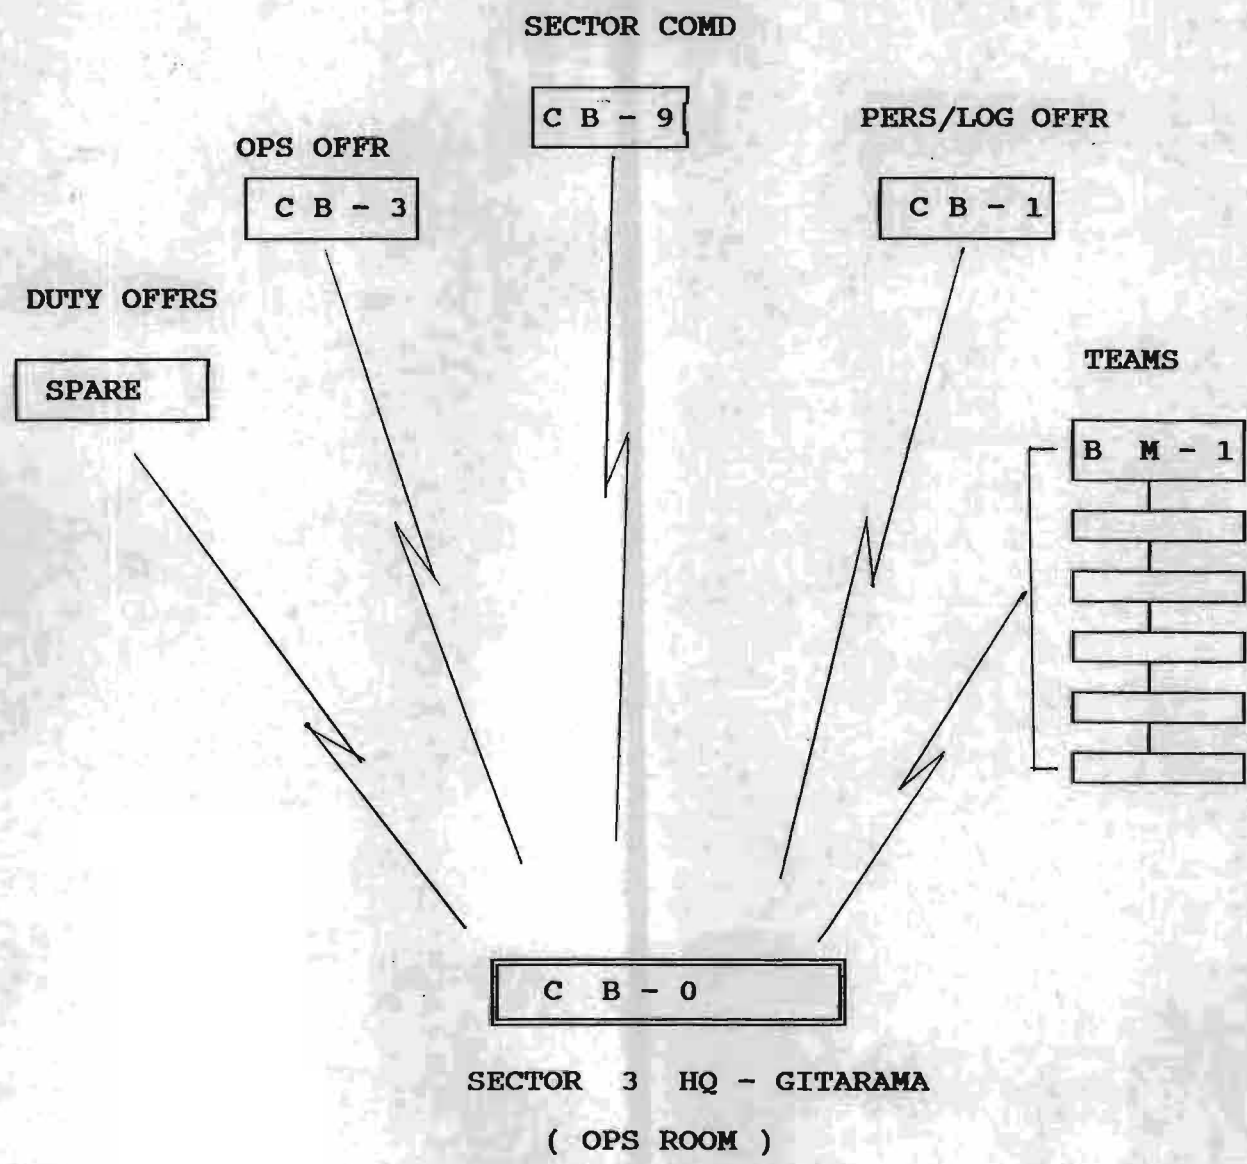 SECTOR COMD
C B - 9
PERS/LOG OFFR
OPS OFFR
C B - 3
C B - 1
DUTY OFFRS
TEAMS
SPARE
B M - 1
C B - 0
SECTOR 3 HQ - GITARAMA
( OPS ROOM )